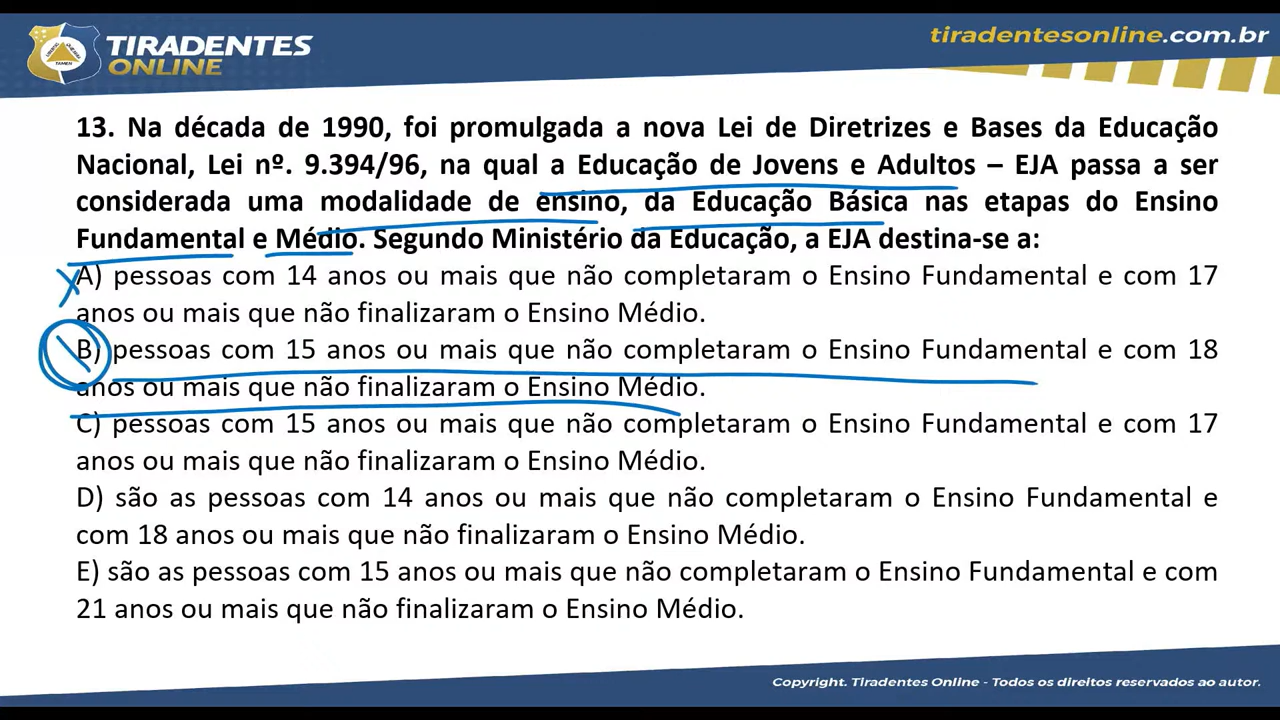 TIRADENTES
ONLINE
tiradentesonline.com.br
13. Na década de 1990, foi promulgada a nova Lei de Diretrizes e Bases da Educação
Nacional, Lei nº. 9.394/96, na qual a Educação de Jovens e Adultos – EJA passa a ser
considerada uma modalidade de ensino, da Educação Básica nas etapas do Ensino
Fundamental e Médio. Segundo Ministério da Educação, a EJA destina-se a:
A) pessoas com 14 anos ou mais que não completaram o Ensino Fundamental e com 17
anos ou mais que não finalizaram o Ensino Médio.
B) pessoas com 15 anos ou mais que não completaram o Ensino Fundamental e com 18
anos ou mais que não finalizaram o Ensino Médio.
C) pessoas com 15 anos ou mais que não completaram o Ensino Fundamental e com 17
anos ou mais que não finalizaram o Ensino Médio.
D) são as pessoas com 14 anos ou mais que não completaram o Ensino Fundamental e
com 18 anos ou mais que não finalizaram o Ensino Médio.
E) são as pessoas com 15 anos ou mais que não completaram o Ensino Fundamental e com
21 anos ou mais que não finalizaram o Ensino Médio.
Copyright. Tiradentes Online - Todos os direitos reservados ao autor.